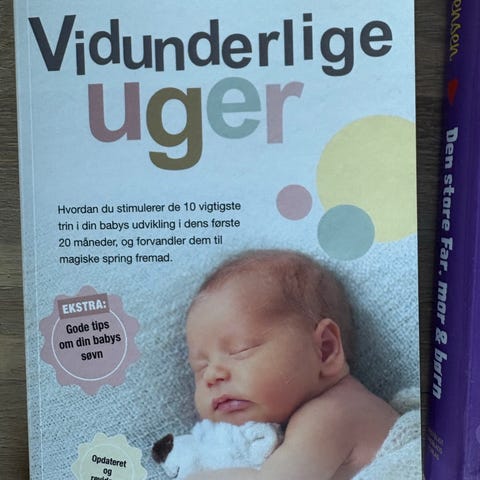 Vidunderlige
uger
Hvordan du stimulerer de 10 vigtigste
trin i din babys udvikling i dens første
20 måneder, og forvandler dem til
magiske spring fremad.
EKSTRA:
Gode tips
om din babys
søvn
Opdateret
og
Den store Far, mor & børn